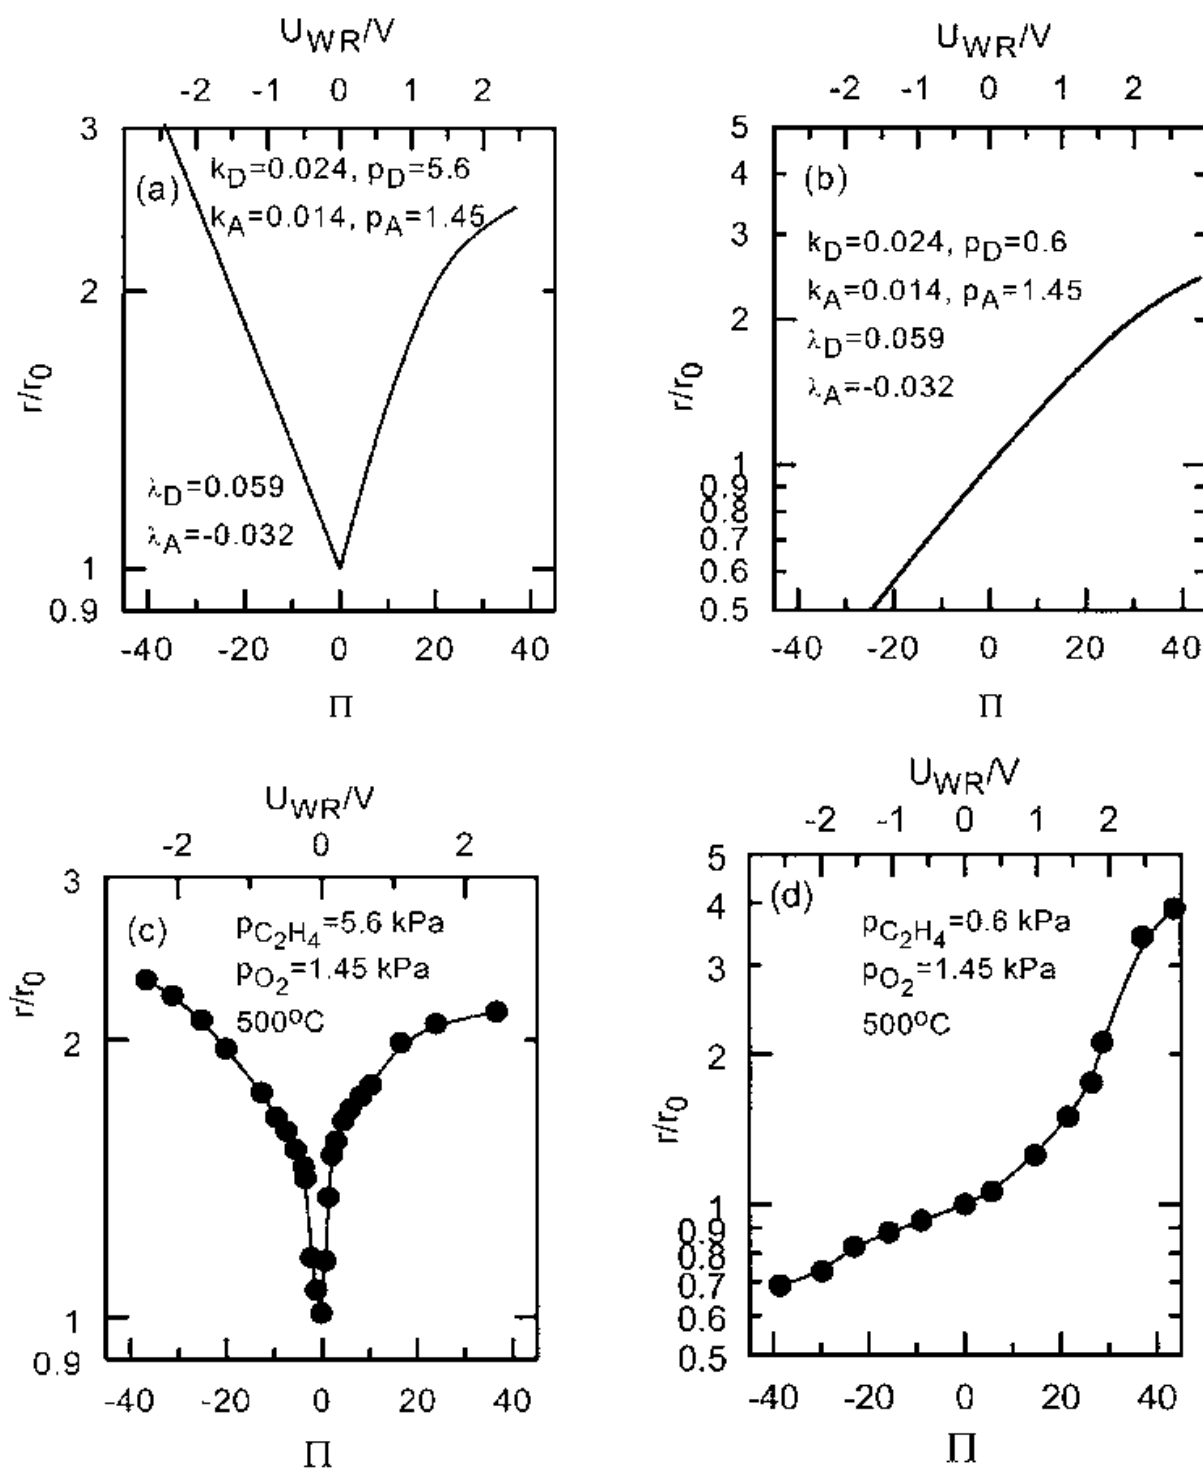 U_WR/V
-2 -1 0 1 2
3
(a)
k_D=0.024, p_D=5.6
k_A=0.014, p_A=1.45
2
r/r_0
λ_D=0.059
λ_A=-0.032
1
0.9
-40 -20 0 20 40
Π
U_WR/V
-2 -1 0 1 2
5
(b)
4
3
k_D=0.024, p_D=0.6
k_A=0.014, p_A=1.45
2
λ_D=0.059
λ_A=-0.032
r/r_0
1
0.9
0.8
0.7
0.6
0.5
-40 -20 0 20 40
Π
U_WR/V
-2 0 2
3
(c)
p_C2H4=5.6 kPa
p_O2=1.45 kPa
500°C
r/r_0
2
1
0.9
-40 -20 0 20 40
Π
U_WR/V
-2 -1 0 1 2
5
(d)
4
p_C2H4=0.6 kPa
3
p_O2=1.45 kPa
500°C
2
r/r_0
1
0.9
0.8
0.7
0.6
0.5
-40 -20 0 20 40
Π